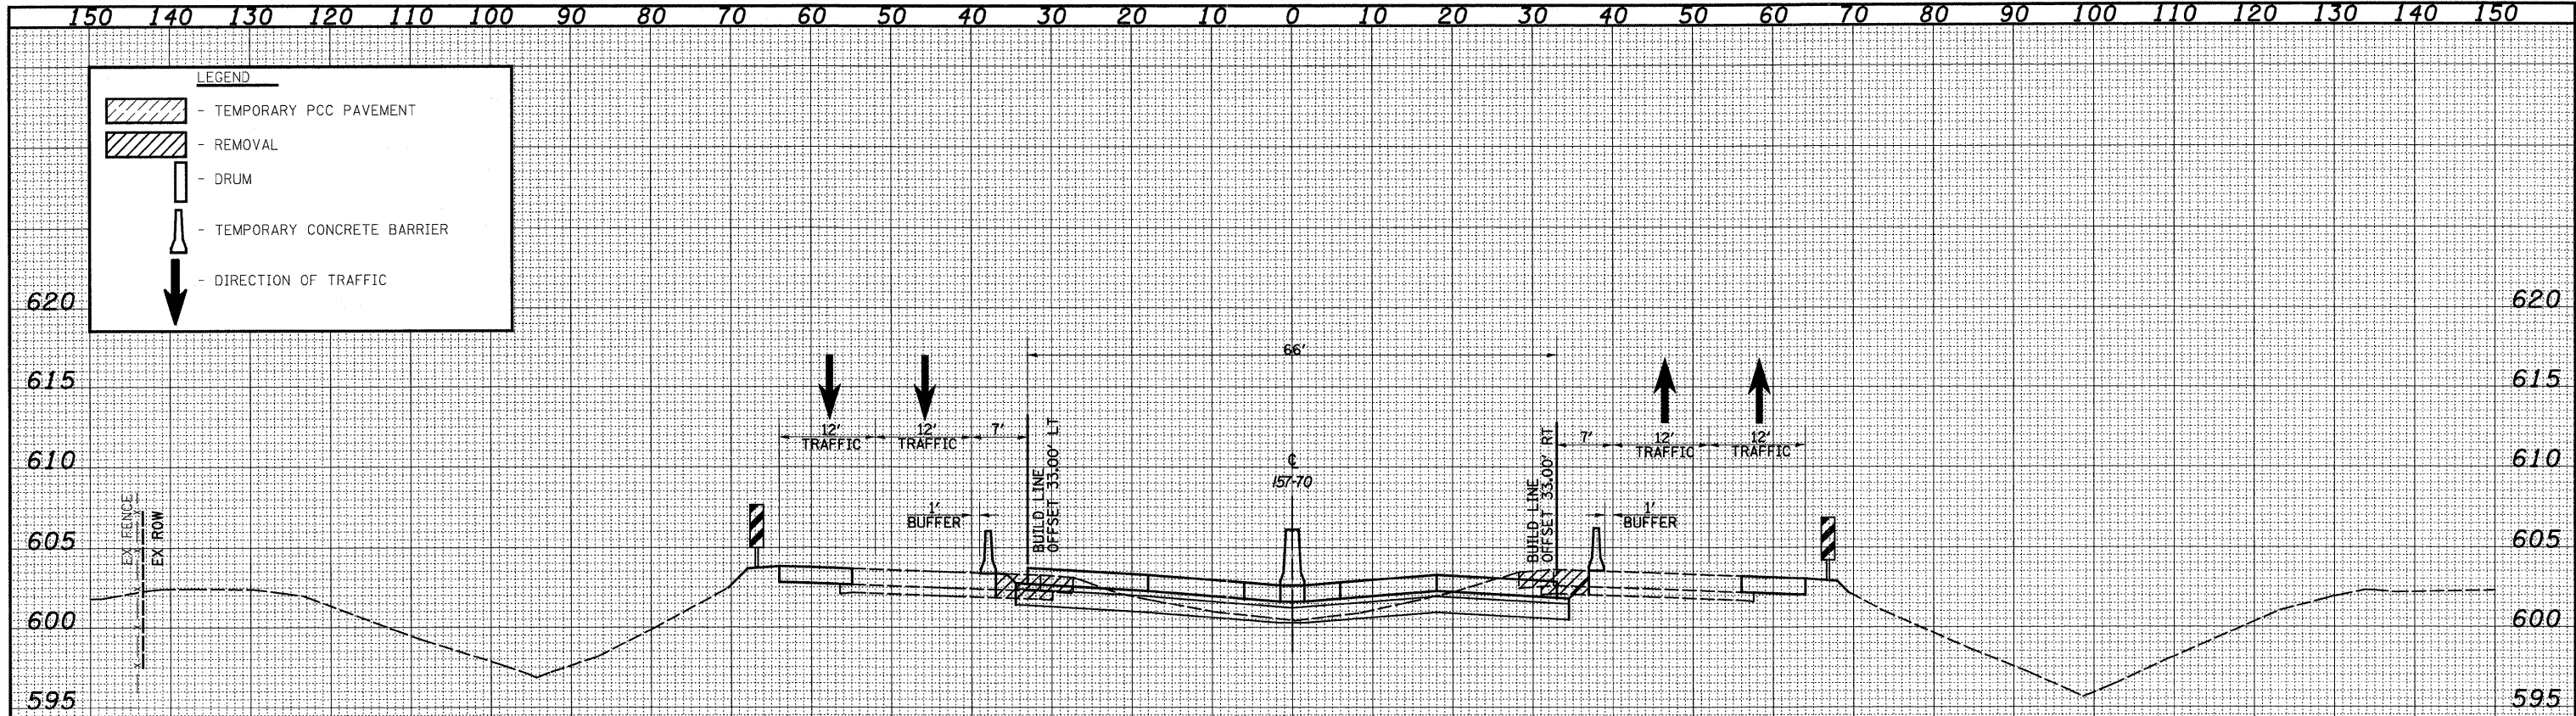 150 140 130 120 110 100 90 80 70 60 50 40 30 20 10 0 10 20 30 40 50 60 70 80 90 100 110 120 130 140 150
LEGEND
- TEMPORARY PCC PAVEMENT
- REMOVAL
- DRUM
- TEMPORARY CONCRETE BARRIER
- DIRECTION OF TRAFFIC
620 620
66'
615 615
12' 12' 7' 7' 12' 12'
TRAFFIC TRAFFIC TRAFFIC TRAFFIC
610 610
BUILD LINE
OFFSET 33.00' LT
℄
157+70
BUILD LINE
OFFSET 33.00' RT
EX FENCE
EX ROW
1'
BUFFER
1'
BUFFER
605 605
600 600
595 595